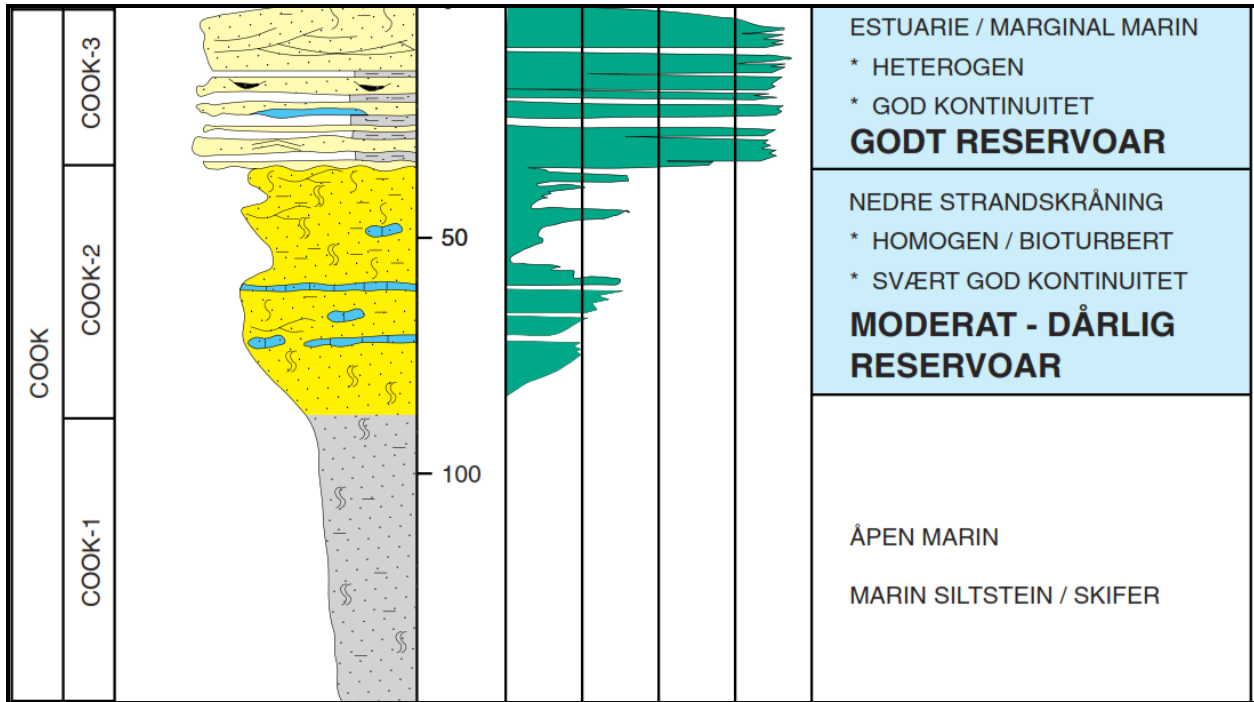 COOK
COOK-3
COOK-2
COOK-1
50
100
ESTUARIE / MARGINAL MARIN
* HETEROGEN
* GOD KONTINUITET
GODT RESERVOAR
NEDRE STRANDSKRÅNING
* HOMOGEN / BIOTURBERT
* SVÆRT GOD KONTINUITET
MODERAT - DÅRLIG
RESERVOAR
ÅPEN MARIN
MARIN SILTSTEIN / SKIFER